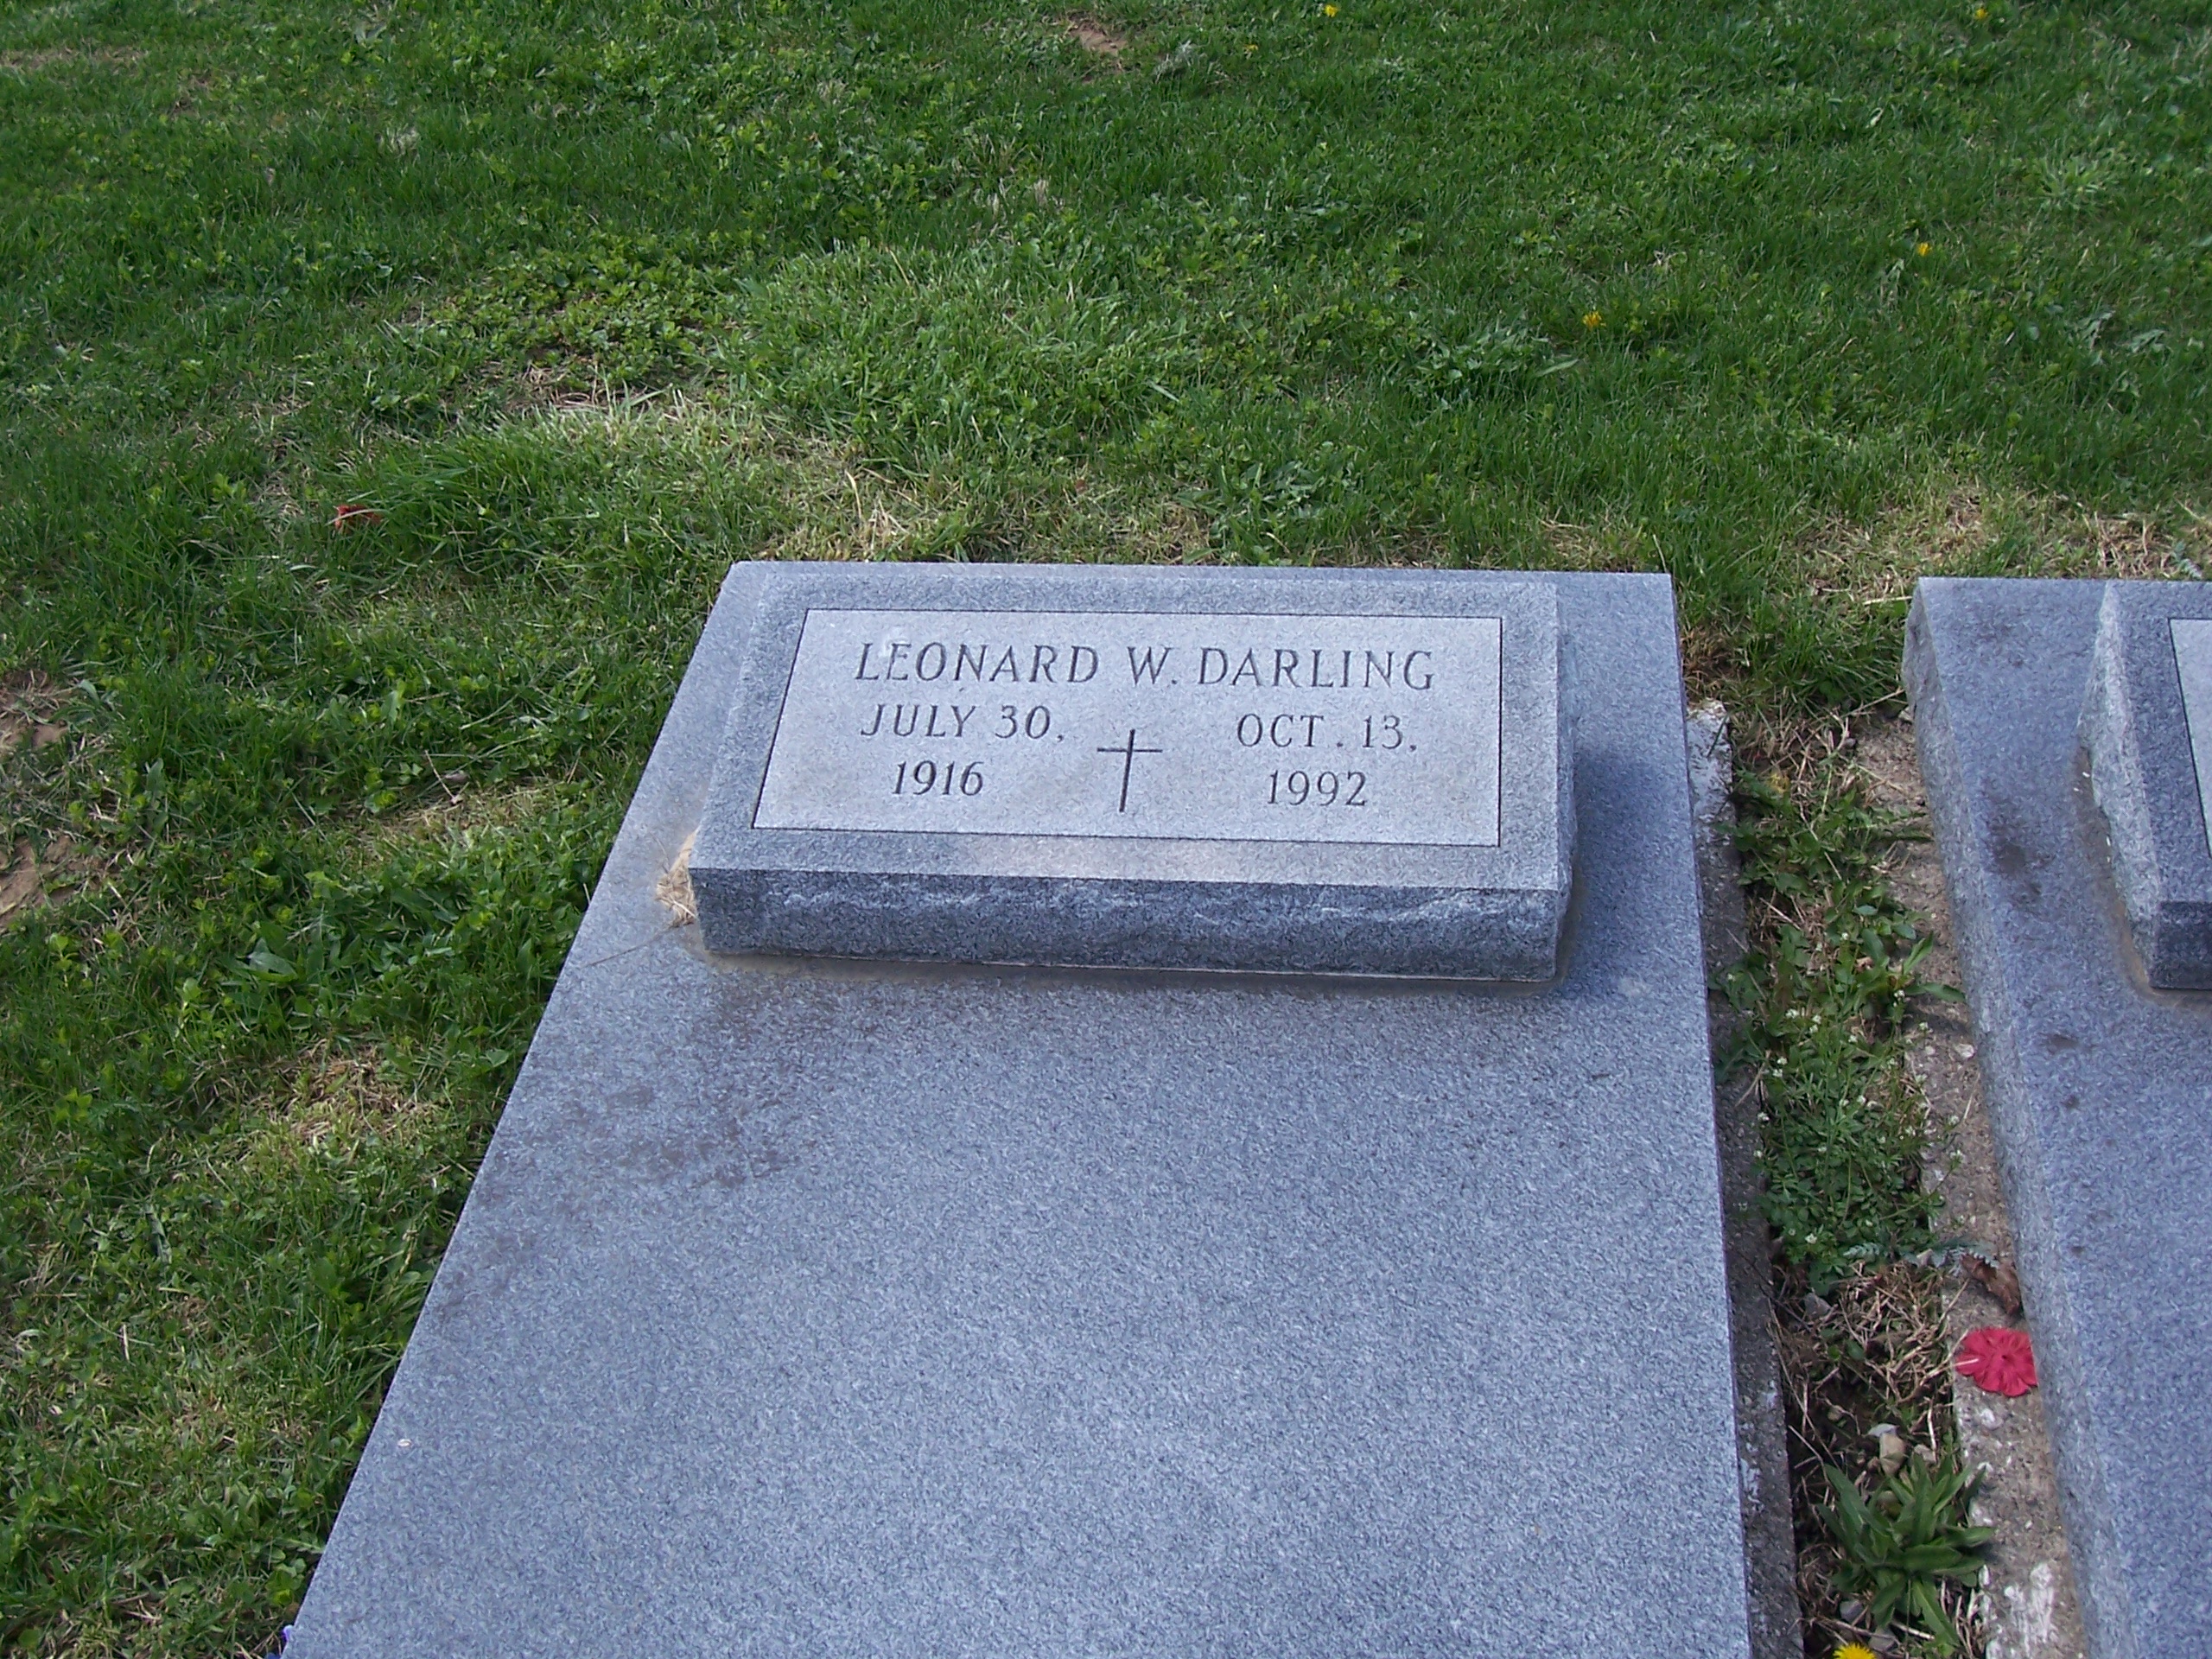 LEONARD W. DARLING
JULY 30, OCT. 13,
1916 1992